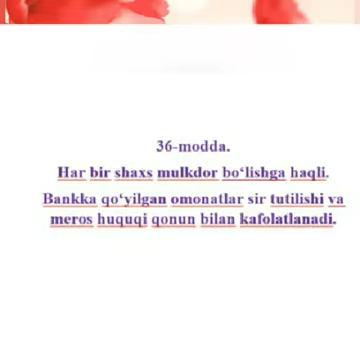 36-modda.
Har bir shaxs mulkdor bo‘lishga haqli.
Bankka qo‘yilgan omonatlar sir tutilishi va
meros huquqi qonun bilan kafolatlanadi.